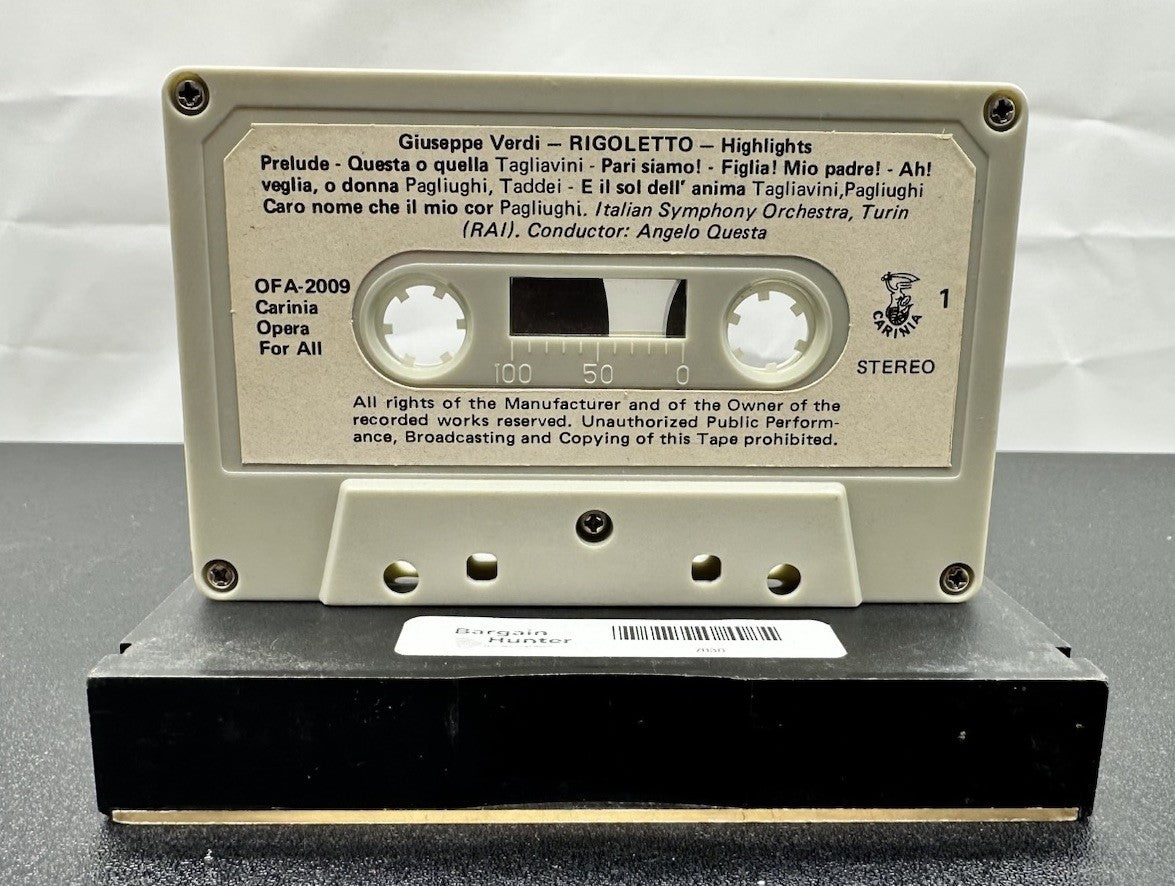 Giuseppe Verdi – RIGOLETTO – Highlights
Prelude - Questa o quella Tagliavini - Pari siamo! - Figlia! Mio padre! - Ah!
veglia, o donna Pagliughi, Taddei - E il sol dell' anima Tagliavini,Pagliughi
Caro nome che il mio cor Pagliughi. Italian Symphony Orchestra, Turin
(RAI). Conductor: Angelo Questa
OFA-2009
Carinia
Opera
For All
CARINIA
1
STEREO
100 50 0
All rights of the Manufacturer and of the Owner of the
recorded works reserved. Unauthorized Public Perform-
ance, Broadcasting and Copying of this Tape prohibited.
Bargain
Hunter